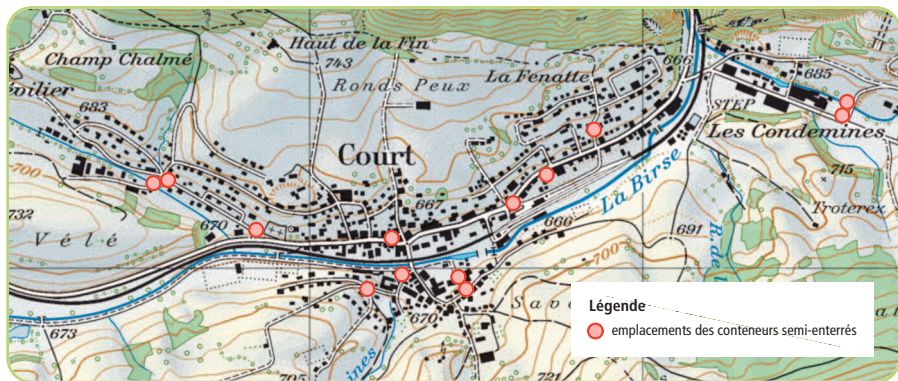 Champ Chalmé
Haut de la Fin
743
Ronds Peux
La Fenatte
666
685
683
STEP
Les Condemines
Court
700
667
715
732
Vélé
670
La Birse
666
691
Troterex
700
670
673
705
721
Légende
emplacements des conteneurs semi-enterrés